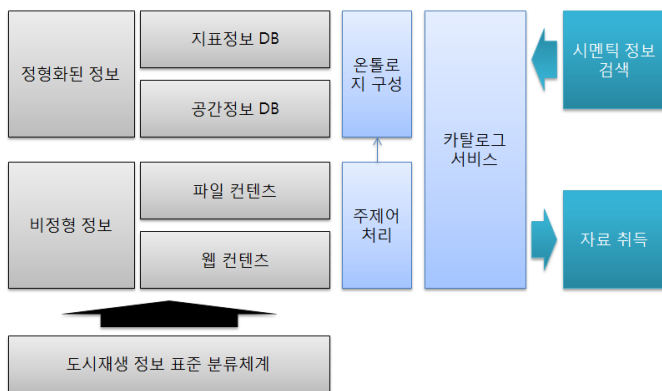 정형화된 정보
지표정보 DB
공간정보 DB
온톨로
지 구성
카탈로그
서비스
시멘틱 정보
검색
비정형 정보
파일 컨텐츠
웹 컨텐츠
주제어
처리
자료 취득
도시재생 정보 표준 분류체계